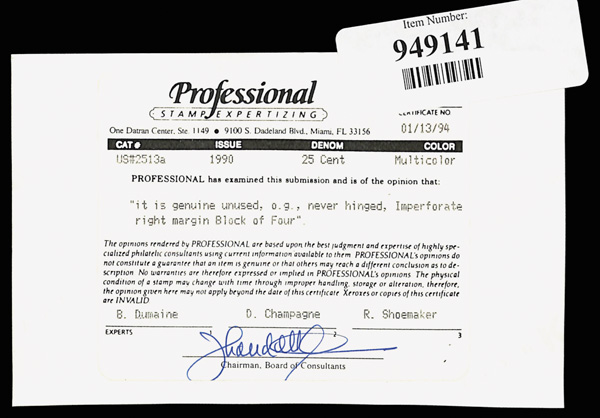 Item Number:
949141
Professional
STAMP EXPERTIZING
CERTIFICATE NO.
One Datran Center, Ste. 1149 ● 9100 S. Dadeland Blvd., Miami, FL 33156
01/13/94
CAT# ISSUE DENOM COLOR
US#2513a 1990 25 Cent Multicolor
PROFESSIONAL has examined this submission and is of the opinion that:
"it is genuine unused, o.g., never hinged, Imperforate
right margin Block of Four".
The opinions rendered by PROFESSIONAL are based upon the best judgment and expertise of highly spe-
cialized philatelic consultants using current information available to them. PROFESSIONAL's opinions do
not constitute a guarantee that an item is genuine or that others may reach a different conclusion as to de-
scription. No warranties are therefore expressed or implied in PROFESSIONAL's opinions. The physical
condition of a stamp may change with time through improper handling, storage or alteration, therefore,
the opinion given here may not apply beyond the date of this certificate. Xeroxes or copies of this certificate
are INVALID.
B. Dumaine D. Champagne R. Shoemaker
EXPERTS 1 2 3
Chairman, Board of Consultants